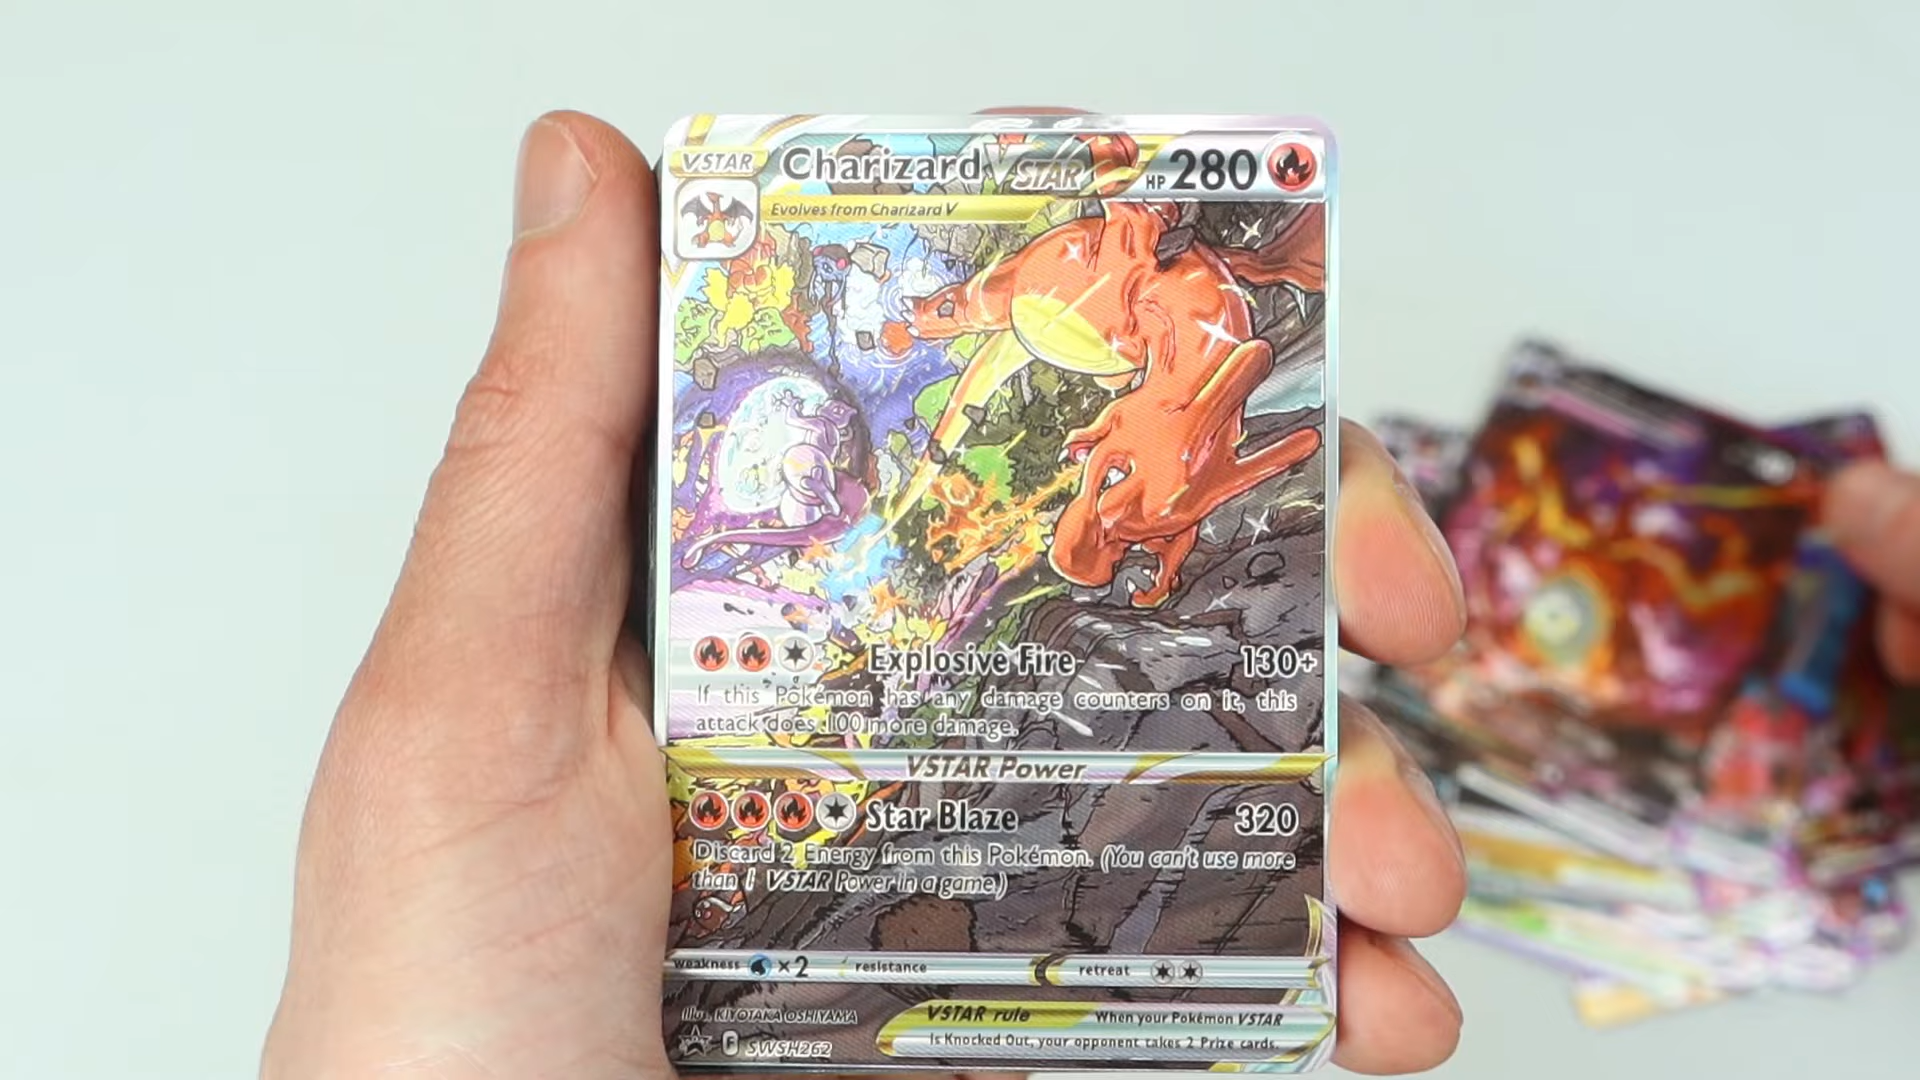 VSTAR Charizard VSTAR HP 280
Evolves from Charizard V
Explosive Fire 130+
If this Pokémon has any damage counters on it, this
attack does 100 more damage.
VSTAR Power
Star Blaze 320
Discard 2 Energy from this Pokémon. (You can't use more
than 1 VSTAR Power in a game.)
weakness ×2 resistance retreat
Illus. KIYOTAKA OSHIYAMA
VSTAR rule When your Pokémon VSTAR
is Knocked Out, your opponent takes 2 Prize cards.
F SWSH262